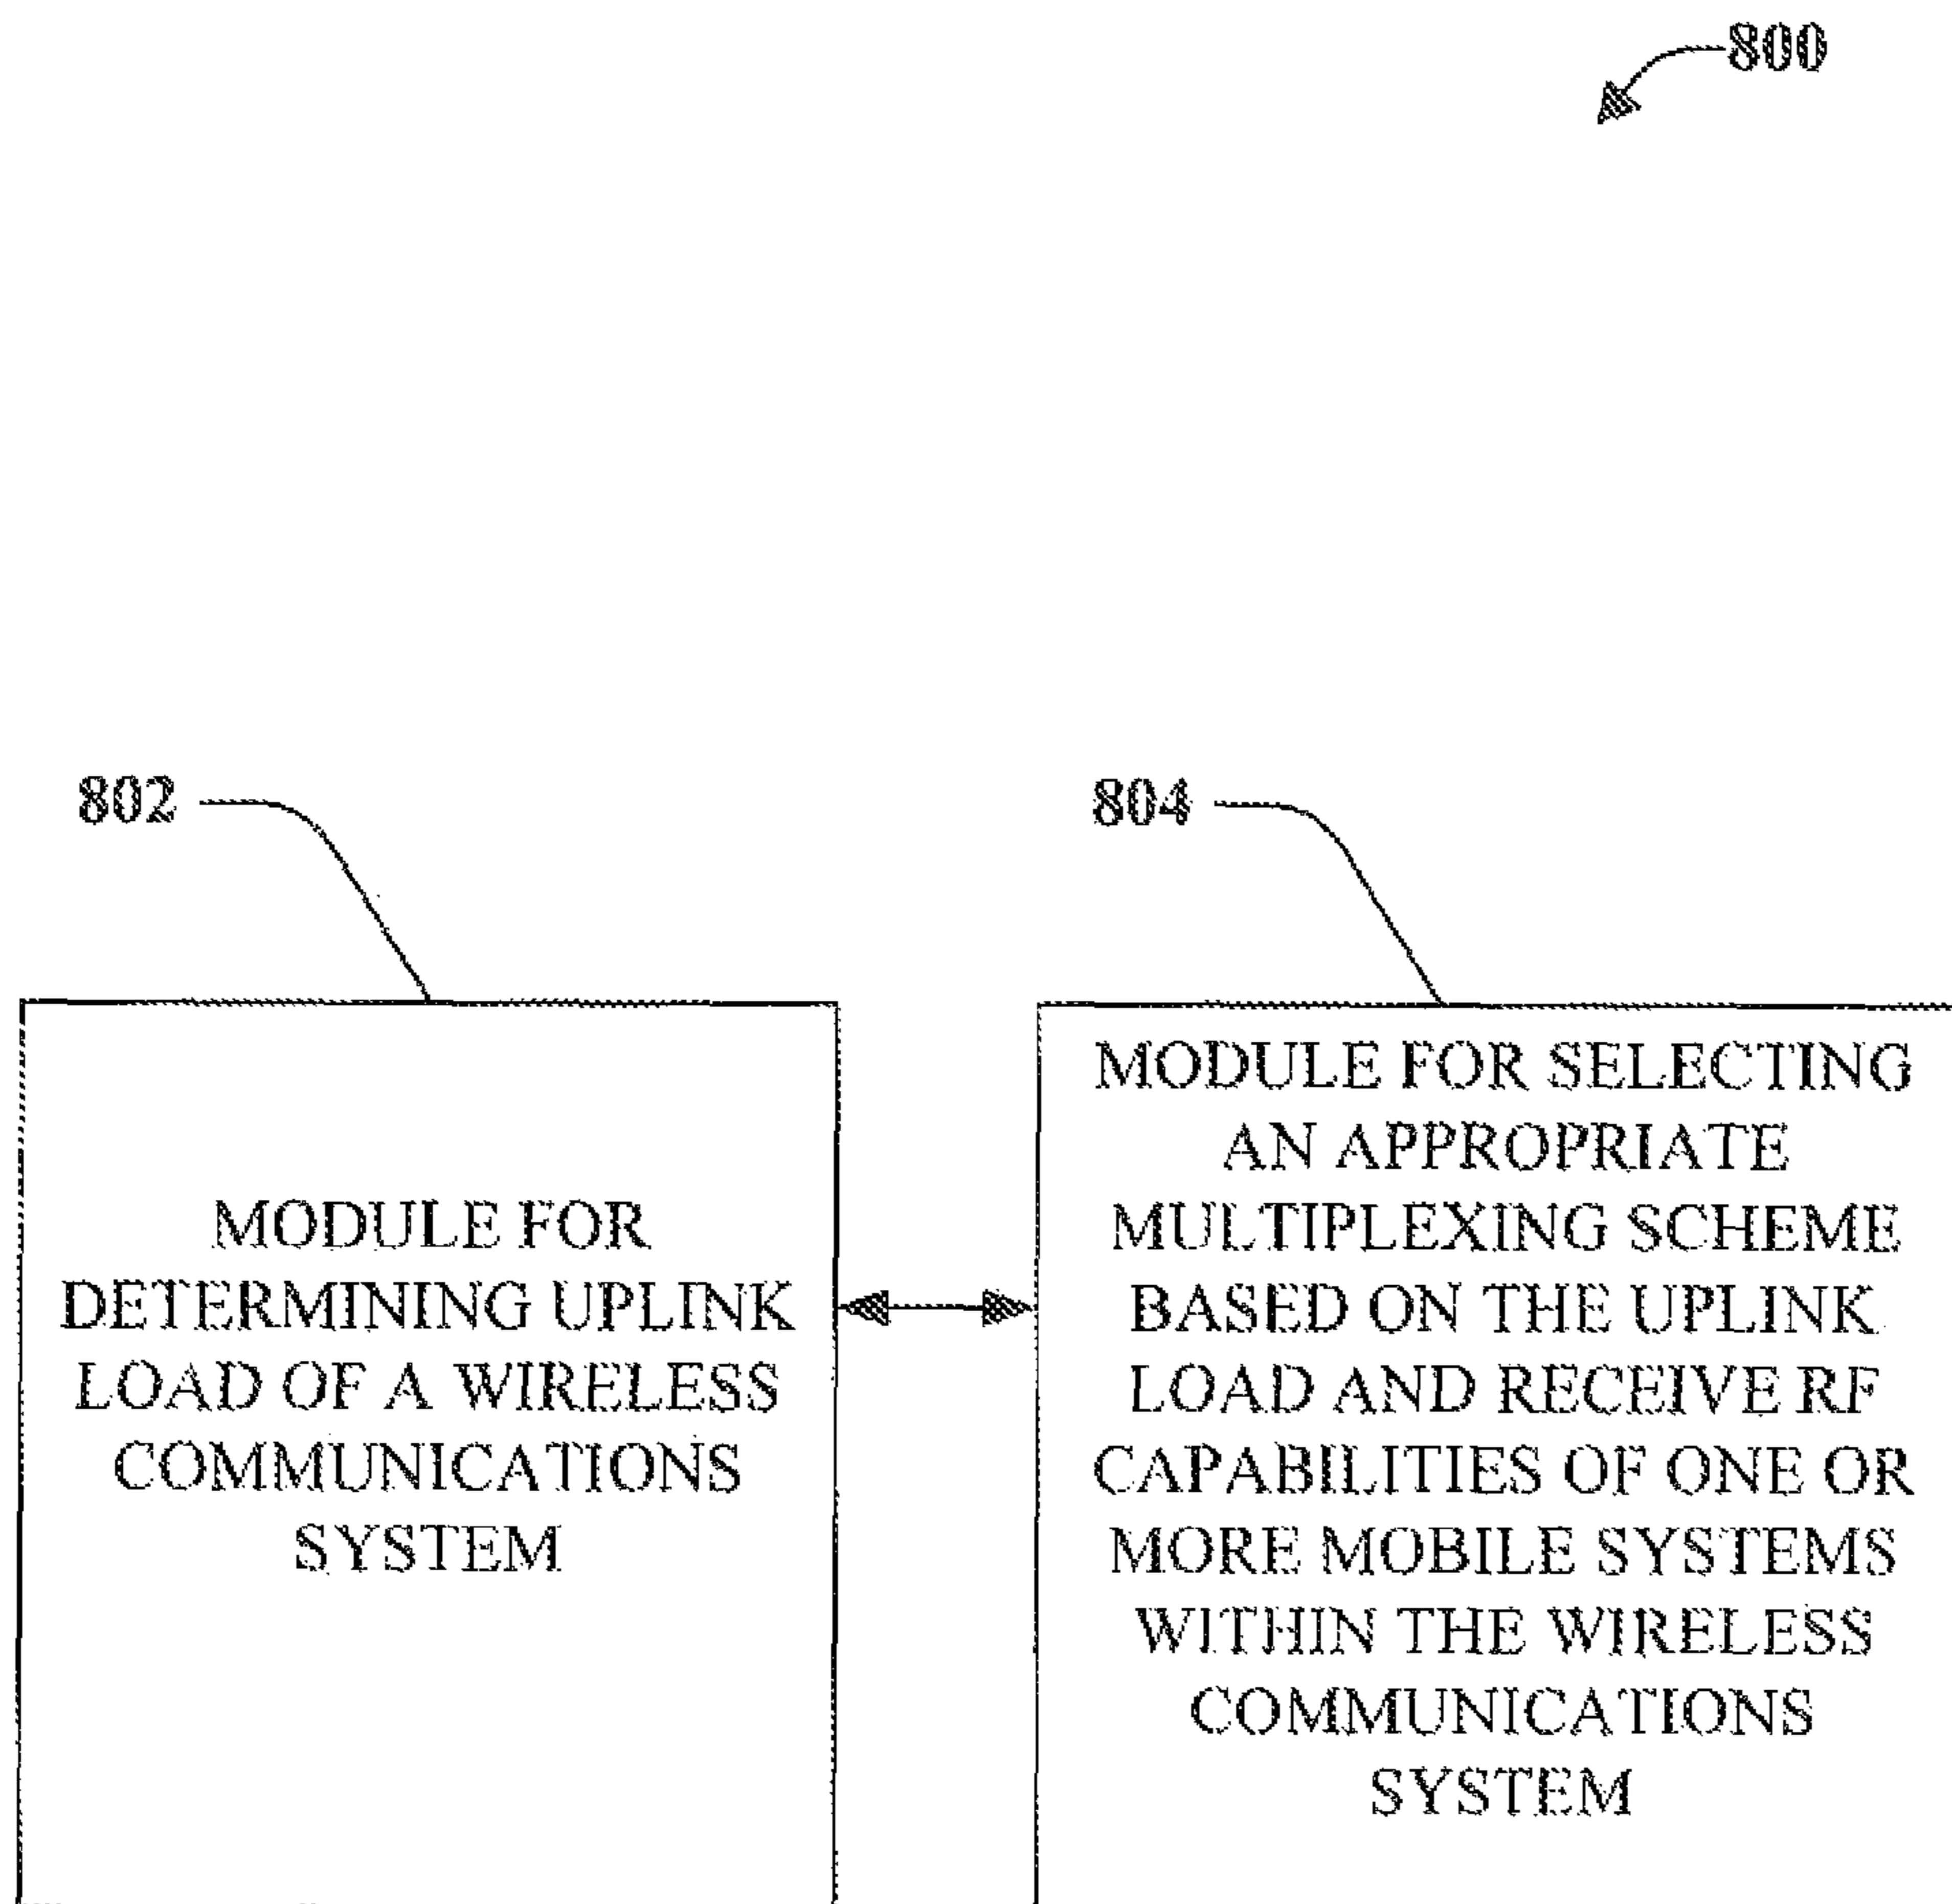 800
802
804
MODULE FOR
DETERMINING UPLINK
LOAD OF A WIRELESS
COMMUNICATIONS
SYSTEM
MODULE FOR SELECTING
AN APPROPRIATE
MULTIPLEXING SCHEME
BASED ON THE UPLINK
LOAD AND RECEIVE RF
CAPABILITIES OF ONE OR
MORE MOBILE SYSTEMS
WITHIN THE WIRELESS
COMMUNICATIONS
SYSTEM